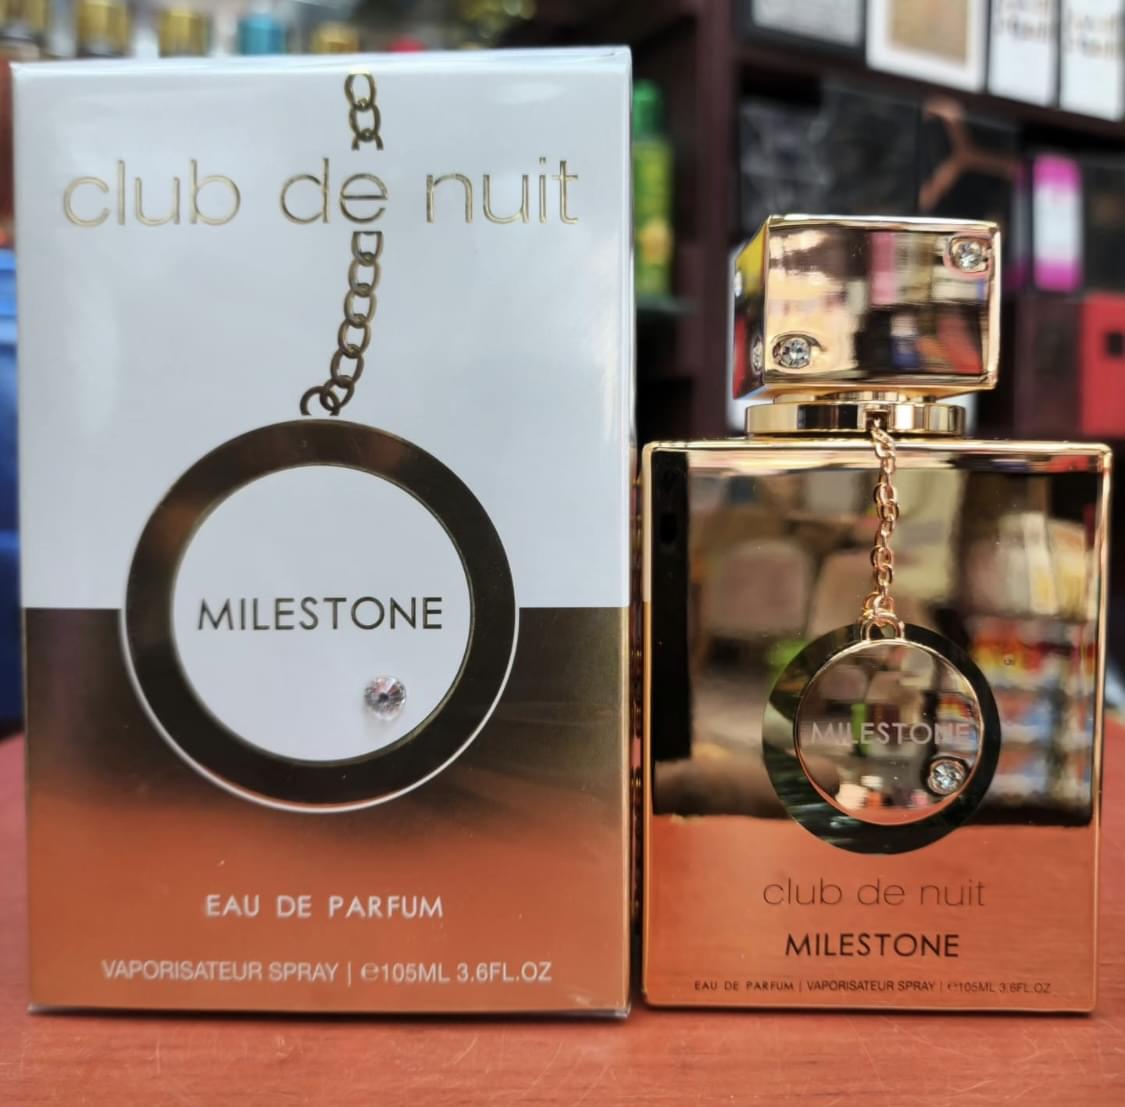 club de nuit
MILESTONE
EAU DE PARFUM
VAPORISATEUR SPRAY | ℮105ML 3.6FL.OZ
MILESTONE
club de nuit
MILESTONE
EAU DE PARFUM | VAPORISATEUR SPRAY | ℮105ML 3.6FL.OZ